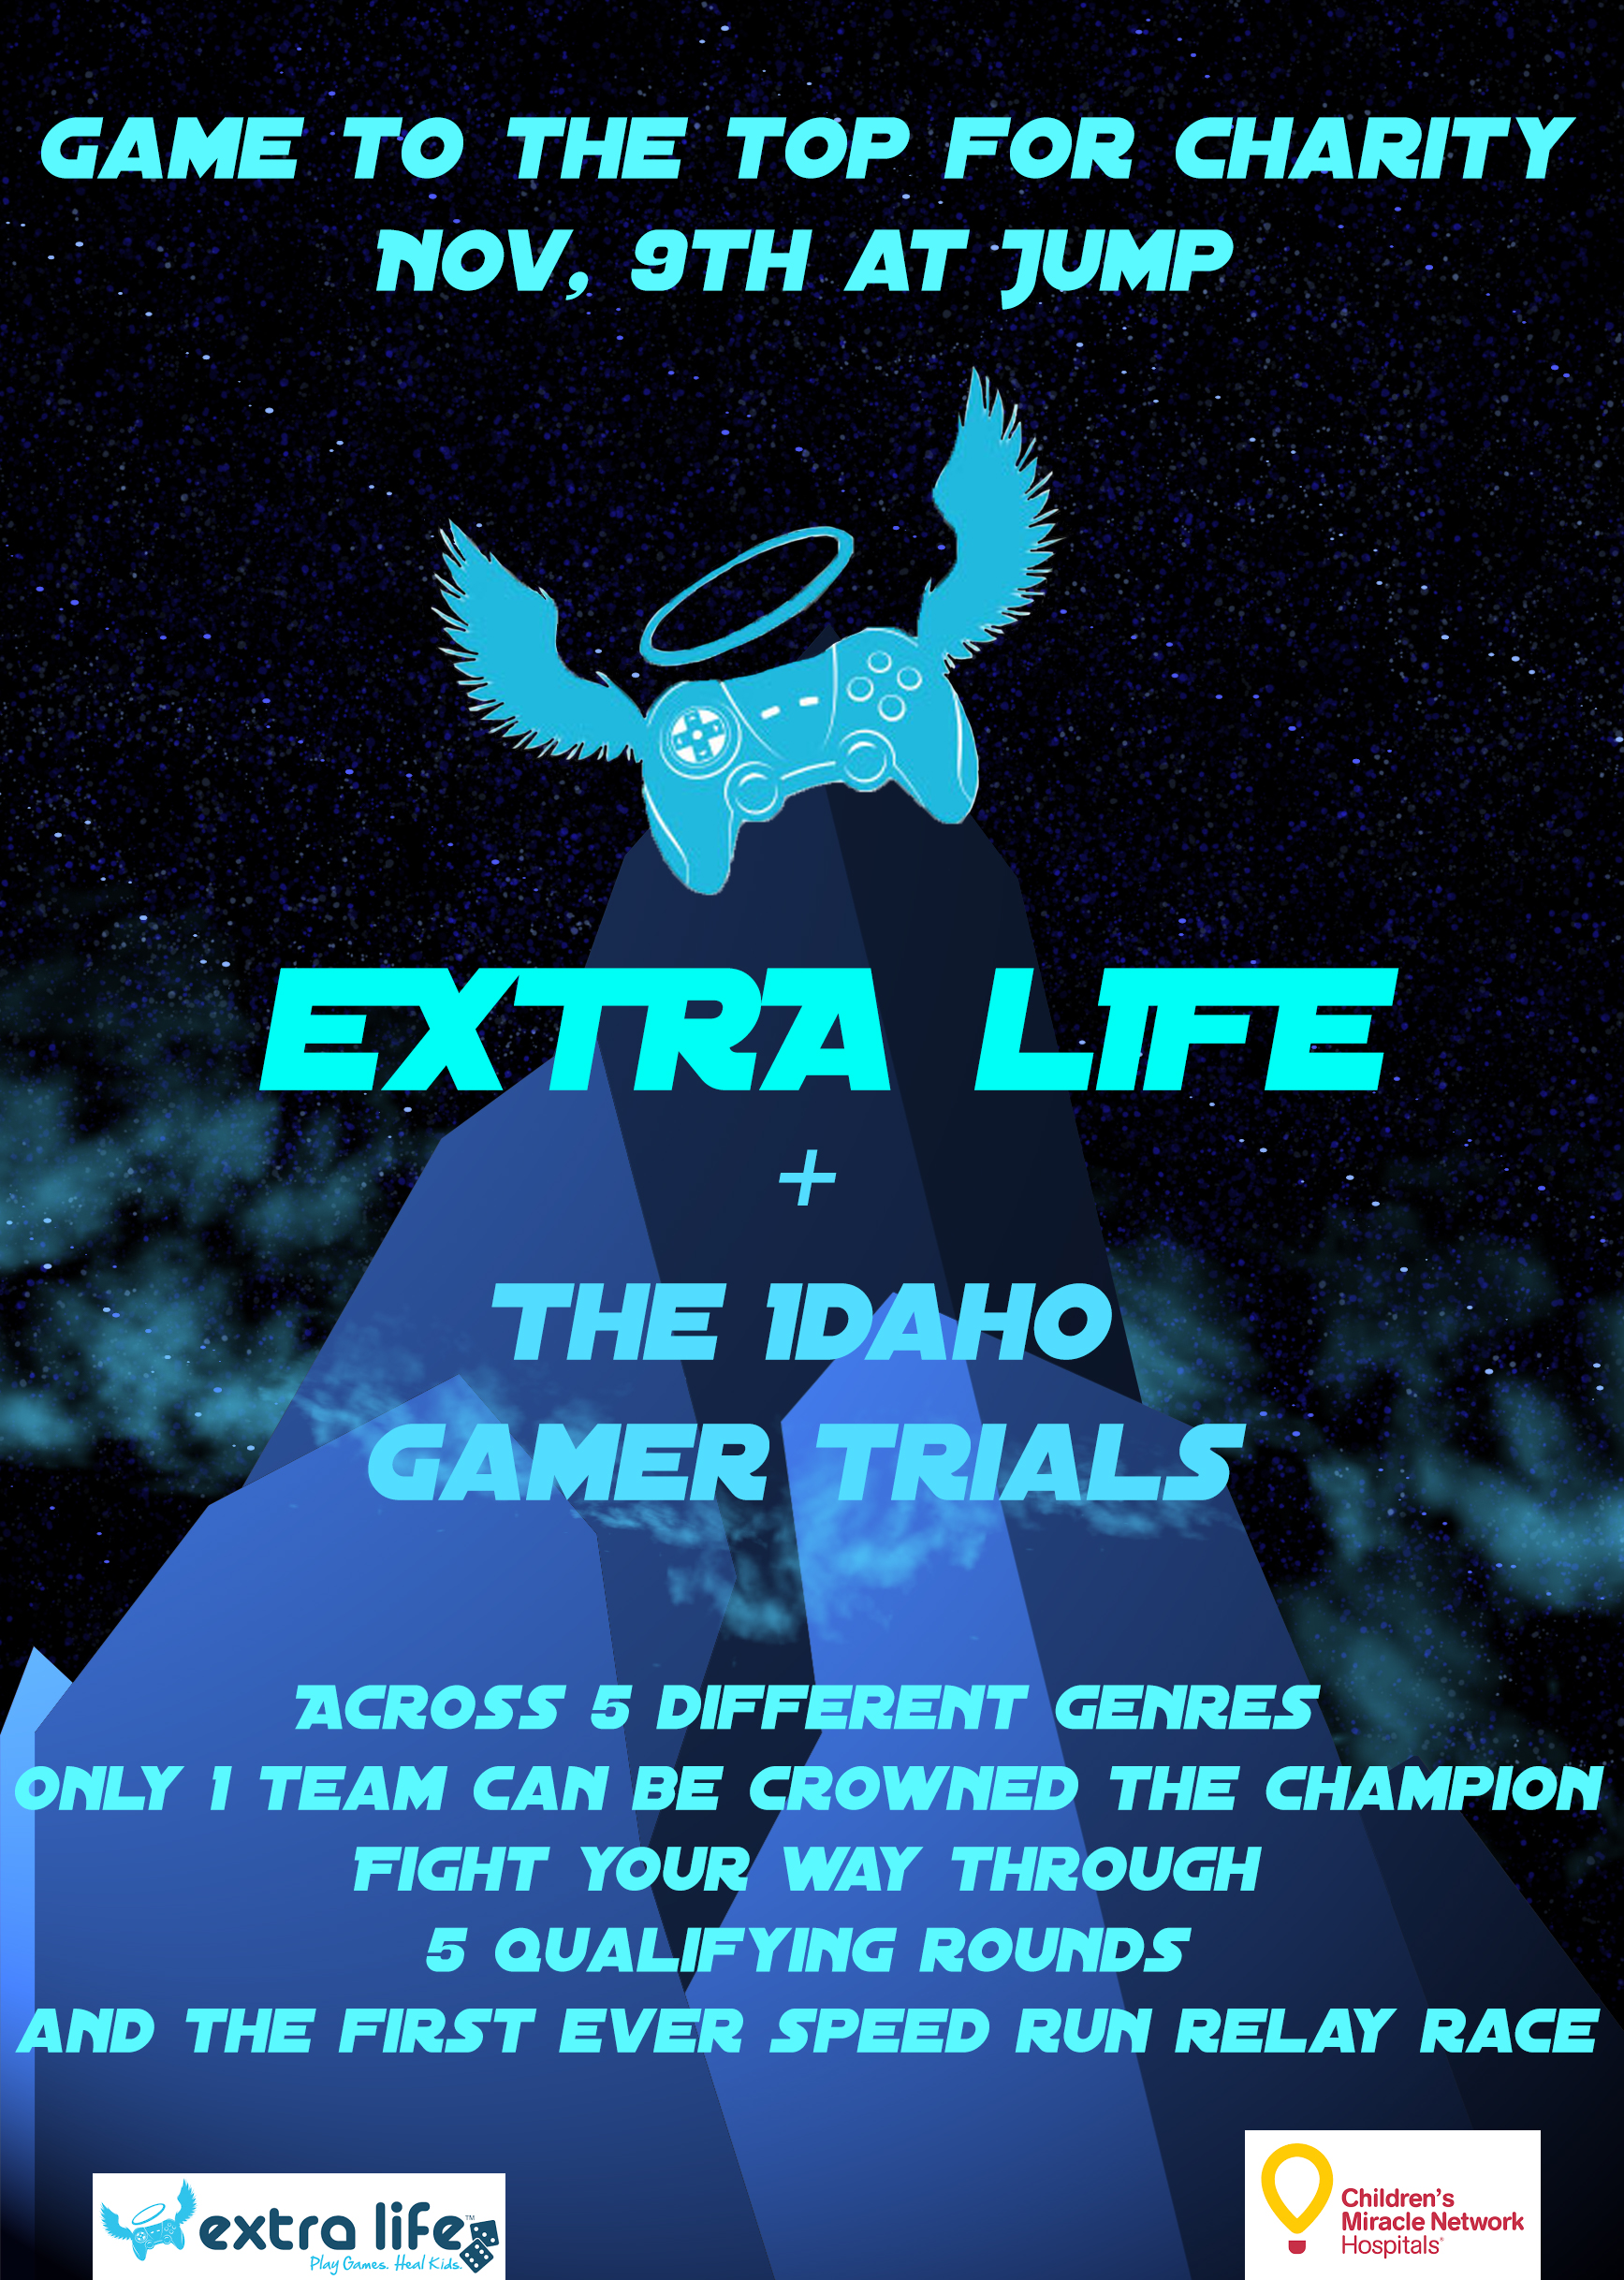 GAME TO THE TOP FOR CHARITY
NOV, 9TH AT JUMP
EXTRA LIFE
+
THE IDAHO
GAMER TRIALS
ACROSS 5 DIFFERENT GENRES
ONLY 1 TEAM CAN BE CROWNED THE CHAMPION
FIGHT YOUR WAY THROUGH
5 QUALIFYING ROUNDS
AND THE FIRST EVER SPEED RUN RELAY RACE
extra life™
Play Games. Heal Kids.
Children's
Miracle Network
Hospitals®